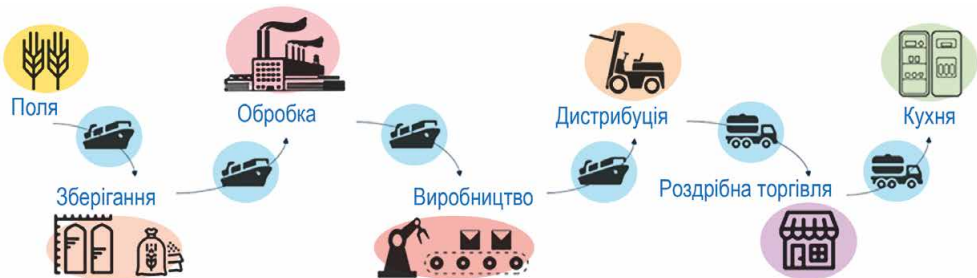 Поля
Зберігання
Обробка
Виробництво
Дистрибуція
Роздрібна торгівля
Кухня